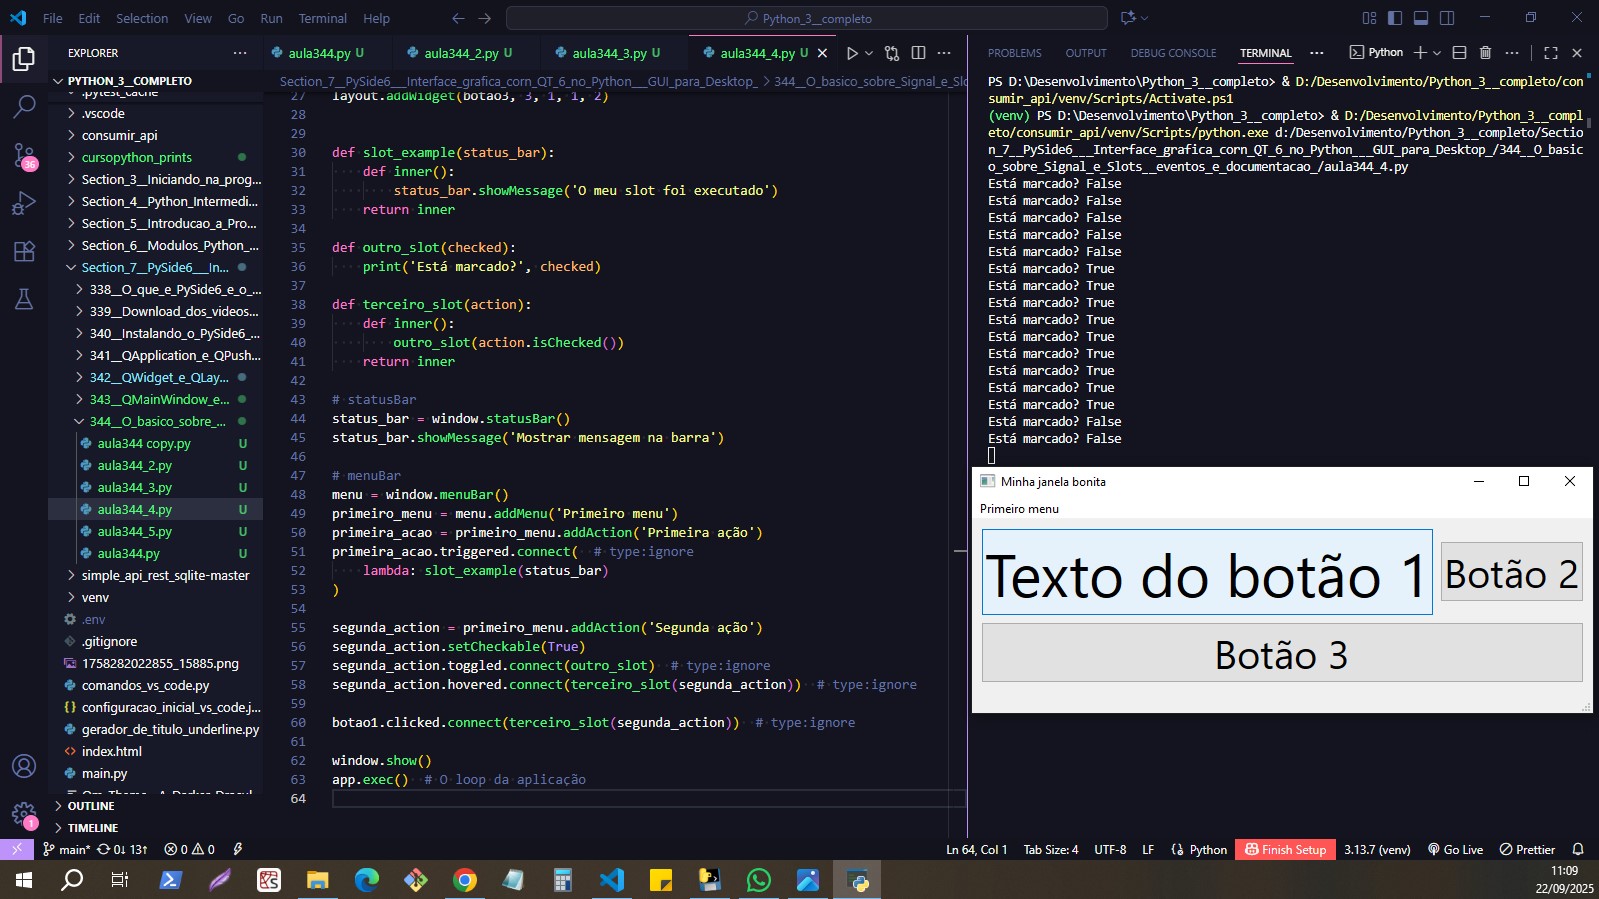 File Edit Selection View Go Run Terminal Help
Python_3__completo
EXPLORER
PYTHON_3__COMPLETO
.pytest_cache
.vscode
consumir_api
cursopython_prints
Section_3__Iniciando_na_prog...
Section_4__Python_Intermedi...
Section_5__Introducao_a_Pro...
Section_6__Modulos_Python_...
Section_7__PySide6___In...
338__O_que_e_PySide6_e_o_...
339__Download_dos_videos...
340__Instalando_o_PySide6_...
341__QApplication_e_QPush...
342__QWidget_e_QLay...
343__QMainWindow_e...
344__O_basico_sobre_...
aula344 copy.py U
aula344_2.py U
aula344_3.py U
aula344_4.py U
aula344_5.py U
aula344.py U
simple_api_rest_sqlite-master
venv
.env
.gitignore
1758282022855_15885.png
comandos_vs_code.py
configuracao_inicial_vs_code.j...
gerador_de_titulo_underline.py
index.html
main.py
OUTLINE
TIMELINE
36
1
aula344.py U aula344_2.py U aula344_3.py U aula344_4.py U
Section_7__PySide6___Interface_grafica_corn_QT_6_no_Python___GUI_para_Desktop_ > 344__O_basico_sobre_Signal_e_Slo
27 layout.addWidget(botao3, 3, 1, 1, 2)
28
29
30 def slot_example(status_bar):
31 def inner():
32 status_bar.showMessage('O meu slot foi executado')
33 return inner
34
35 def outro_slot(checked):
36 print('Está marcado?', checked)
37
38 def terceiro_slot(action):
39 def inner():
40 outro_slot(action.isChecked())
41 return inner
42
43 # statusBar
44 status_bar = window.statusBar()
45 status_bar.showMessage('Mostrar mensagem na barra')
46
47 # menuBar
48 menu = window.menuBar()
49 primeiro_menu = menu.addMenu('Primeiro menu')
50 primeira_acao = primeiro_menu.addAction('Primeira ação')
51 primeira_acao.triggered.connect( # type:ignore
52 lambda: slot_example(status_bar)
53 )
54
55 segunda_action = primeiro_menu.addAction('Segunda ação')
56 segunda_action.setCheckable(True)
57 segunda_action.toggled.connect(outro_slot) # type:ignore
58 segunda_action.hovered.connect(terceiro_slot(segunda_action)) # type:ignore
59
60 botao1.clicked.connect(terceiro_slot(segunda_action)) # type:ignore
61
62 window.show()
63 app.exec() # O loop da aplicação
64
PROBLEMS OUTPUT DEBUG CONSOLE TERMINAL Python
PS D:\Desenvolvimento\Python_3__completo> & D:/Desenvolvimento/Python_3__completo/con
sumir_api/venv/Scripts/Activate.ps1
(venv) PS D:\Desenvolvimento\Python_3__completo> & D:/Desenvolvimento/Python_3__compl
eto/consumir_api/venv/Scripts/python.exe d:/Desenvolvimento/Python_3__completo/Sectio
n_7__PySide6___Interface_grafica_corn_QT_6_no_Python___GUI_para_Desktop_/344__O_basic
o_sobre_Signal_e_Slots__eventos_e_documentacao_/aula344_4.py
Está marcado? False
Está marcado? False
Está marcado? False
Está marcado? False
Está marcado? False
Está marcado? True
Está marcado? True
Está marcado? True
Está marcado? True
Está marcado? True
Está marcado? True
Está marcado? True
Está marcado? True
Está marcado? True
Está marcado? False
Está marcado? False
Minha janela bonita
Primeiro menu
Texto do botão 1
Botão 2
Botão 3
main* 0↓ 13↑ 0 0 Ln 64, Col 1 Tab Size: 4 UTF-8 LF Python Finish Setup 3.13.7 (venv) Go Live Prettier
11:09
22/09/2025